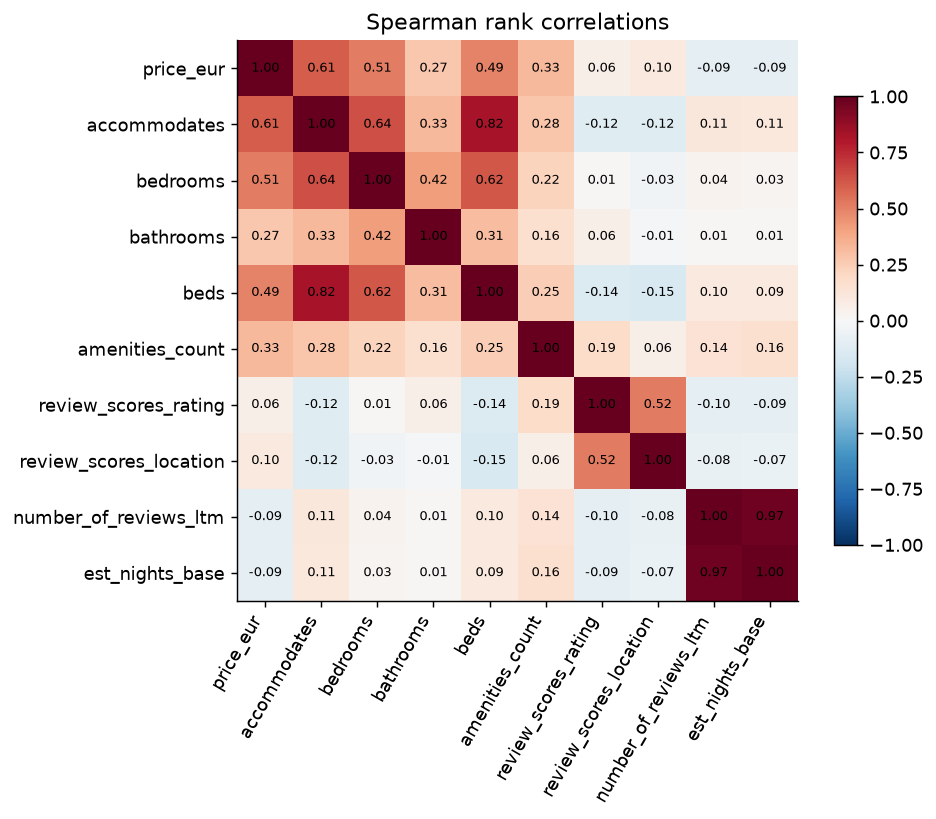 Spearman rank correlations
price_eur 1.00 0.61 0.51 0.27 0.49 0.33 0.06 0.10 -0.09 -0.09
accommodates 0.61 1.00 0.64 0.33 0.82 0.28 -0.12 -0.12 0.11 0.11
bedrooms 0.51 0.64 1.00 0.42 0.62 0.22 0.01 -0.03 0.04 0.03
bathrooms 0.27 0.33 0.42 1.00 0.31 0.16 0.06 -0.01 0.01 0.01
beds 0.49 0.82 0.62 0.31 1.00 0.25 -0.14 -0.15 0.10 0.09
amenities_count 0.33 0.28 0.22 0.16 0.25 1.00 0.19 0.06 0.14 0.16
review_scores_rating 0.06 -0.12 0.01 0.06 -0.14 0.19 1.00 0.52 -0.10 -0.09
review_scores_location 0.10 -0.12 -0.03 -0.01 -0.15 0.06 0.52 1.00 -0.08 -0.07
number_of_reviews_ltm -0.09 0.11 0.04 0.01 0.10 0.14 -0.10 -0.08 1.00 0.97
est_nights_base -0.09 0.11 0.03 0.01 0.09 0.16 -0.09 -0.07 0.97 1.00
price_eur
accommodates
bedrooms
bathrooms
beds
amenities_count
review_scores_rating
review_scores_location
number_of_reviews_ltm
est_nights_base
1.00
0.75
0.50
0.25
0.00
−0.25
−0.50
−0.75
−1.00